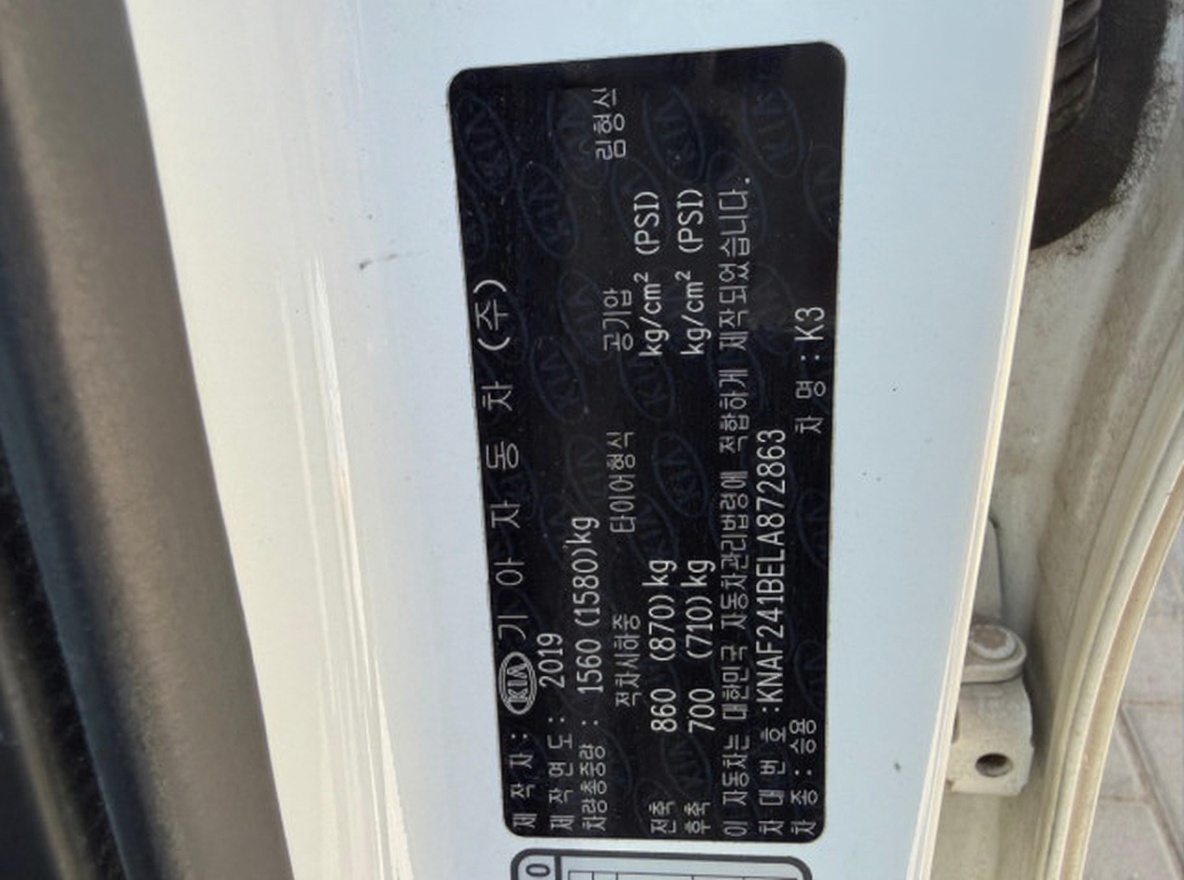 제 작 자 : KIA 기 아 자 동 차 (주)
제 작 연 도 : 2019
차량총중량 : 1560 (1580)kg
적차시하중 타이어형식 공기압 림형식
전축 860 (870)kg kg/cm² (PSI)
후축 700 (710)kg kg/cm² (PSI)
이 자동차는 대한민국 자동차관리법령에 적합하게 제작되었습니다.
차 대 번 호 :KNAF241BELA872863
차 종 : 승용 차 명 : K3